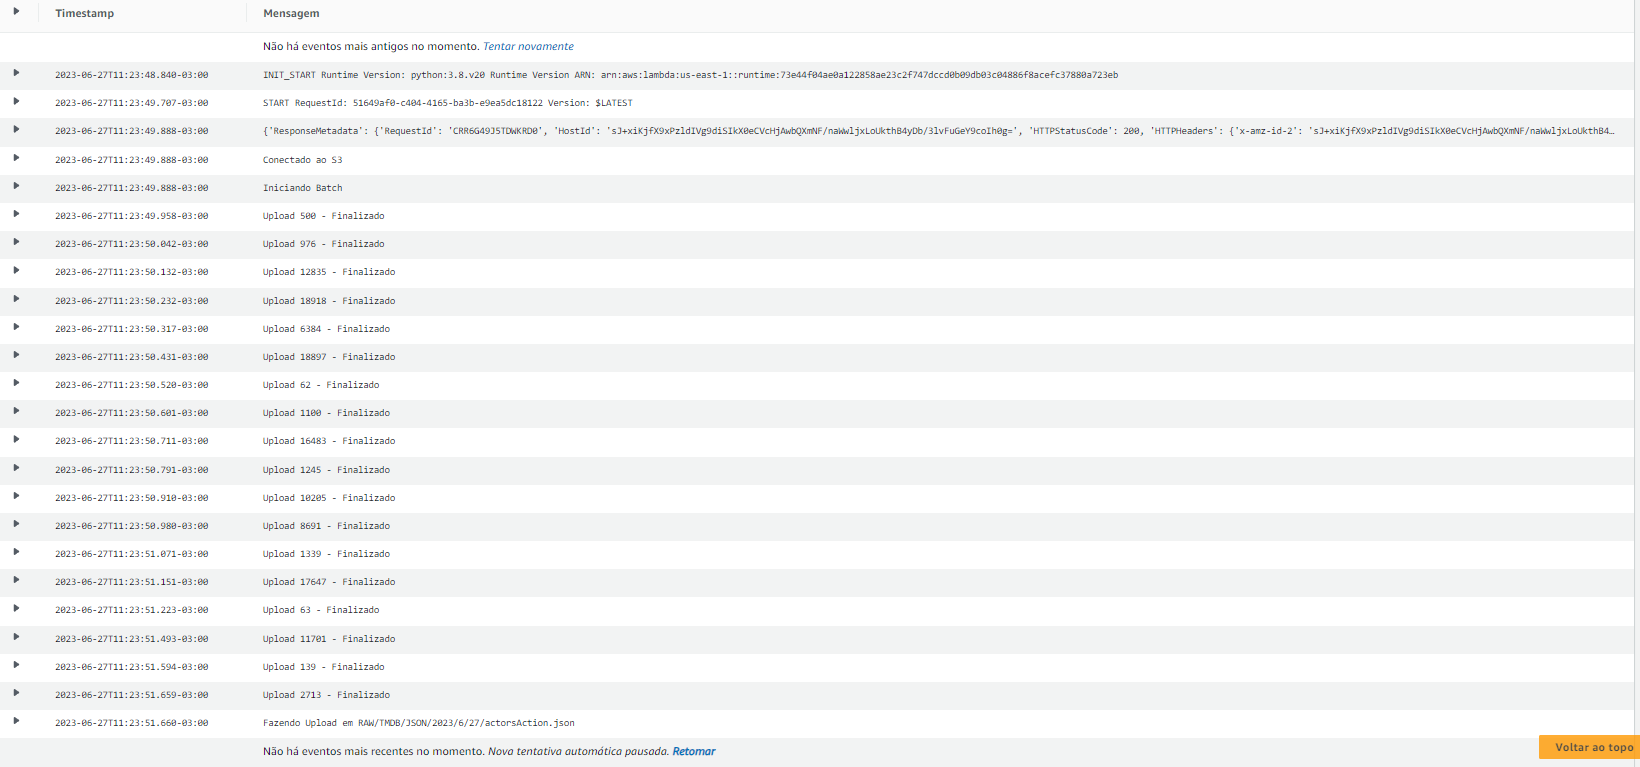 Timestamp Mensagem
Não há eventos mais antigos no momento. Tentar novamente
2023-06-27T11:23:48.840-03:00 INIT_START Runtime Version: python:3.8.v20 Runtime Version ARN: arn:aws:lambda:us-east-1::runtime:73e44f04ae0a122858ae23c2f747dccd0b09db03c04886f8acefc37880a723eb
2023-06-27T11:23:49.707-03:00 START RequestId: 51649af0-c404-4165-ba3b-e9ea5dc18122 Version: $LATEST
2023-06-27T11:23:49.888-03:00 {'ResponseMetadata': {'RequestId': 'CRR6G49J5TDWKRD0', 'HostId': 'sJ+xiKjfX9xPzldIVg9diSIkX0eCVcHjAwbQXmNF/naWwljxLoUkthB4yDb/3lvFuGeY9coIh0g=', 'HTTPStatusCode': 200, 'HTTPHeaders': {'x-amz-id-2': 'sJ+xiKjfX9xPzldIVg9diSIkX0eCVcHjAwbQXmNF/naWwljxLoUkthB4…
2023-06-27T11:23:49.888-03:00 Conectado ao S3
2023-06-27T11:23:49.888-03:00 Iniciando Batch
2023-06-27T11:23:49.958-03:00 Upload 500 - Finalizado
2023-06-27T11:23:50.042-03:00 Upload 976 - Finalizado
2023-06-27T11:23:50.132-03:00 Upload 12835 - Finalizado
2023-06-27T11:23:50.232-03:00 Upload 18918 - Finalizado
2023-06-27T11:23:50.317-03:00 Upload 6384 - Finalizado
2023-06-27T11:23:50.431-03:00 Upload 18897 - Finalizado
2023-06-27T11:23:50.520-03:00 Upload 62 - Finalizado
2023-06-27T11:23:50.601-03:00 Upload 1100 - Finalizado
2023-06-27T11:23:50.711-03:00 Upload 16483 - Finalizado
2023-06-27T11:23:50.791-03:00 Upload 1245 - Finalizado
2023-06-27T11:23:50.910-03:00 Upload 10205 - Finalizado
2023-06-27T11:23:50.980-03:00 Upload 8691 - Finalizado
2023-06-27T11:23:51.071-03:00 Upload 1339 - Finalizado
2023-06-27T11:23:51.151-03:00 Upload 17647 - Finalizado
2023-06-27T11:23:51.223-03:00 Upload 63 - Finalizado
2023-06-27T11:23:51.493-03:00 Upload 11701 - Finalizado
2023-06-27T11:23:51.594-03:00 Upload 139 - Finalizado
2023-06-27T11:23:51.659-03:00 Upload 2713 - Finalizado
2023-06-27T11:23:51.660-03:00 Fazendo Upload em RAW/TMDB/JSON/2023/6/27/actorsAction.json
Não há eventos mais recentes no momento. Nova tentativa automática pausada. Retomar
Voltar ao topo